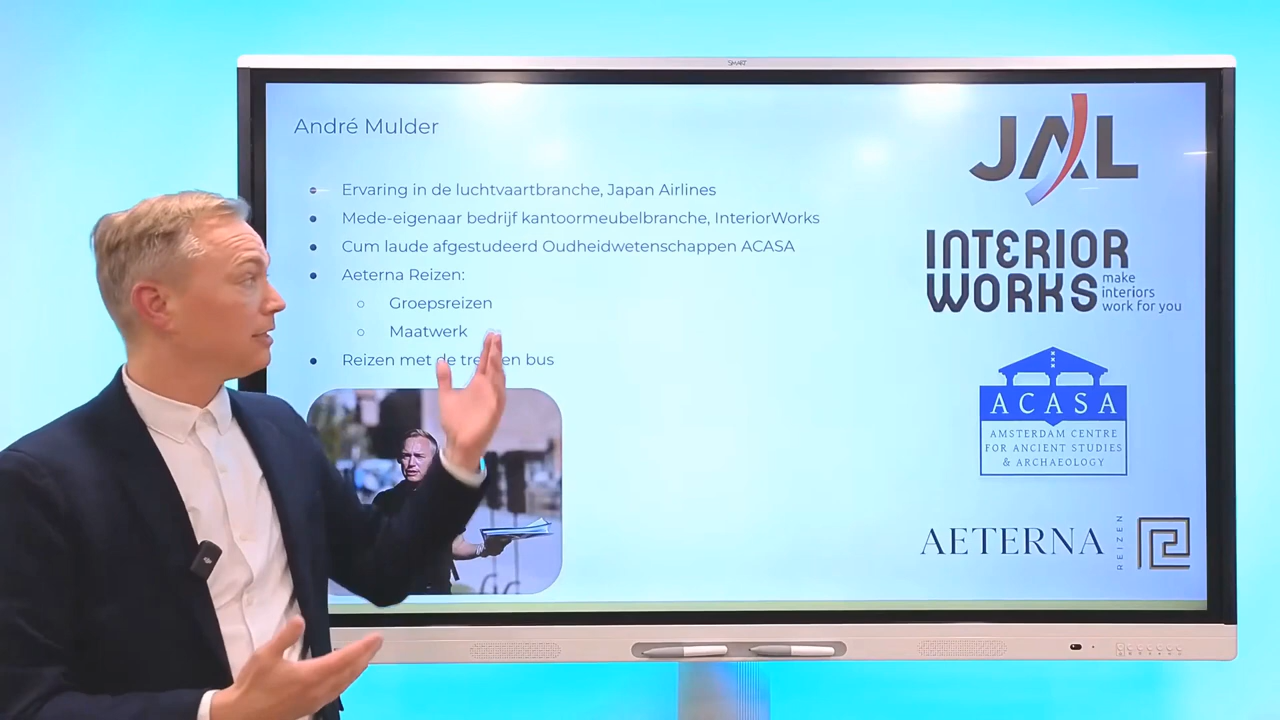 SMART
André Mulder
Ervaring in de luchtvaartbranche, Japan Airlines
Mede-eigenaar bedrijf kantoormeubelbranche, InteriorWorks
Cum laude afgestudeerd Oudheidwetenschappen ACASA
Aeterna Reizen:
Groepsreizen
Maatwerk
Reizen met de en bus
JAL
INTERIOR
WORKS
make
interiors
work for you
ACASA
AMSTERDAM CENTRE
FOR ANCIENT STUDIES
& ARCHAEOLOGY
AETERNA
REIZEN